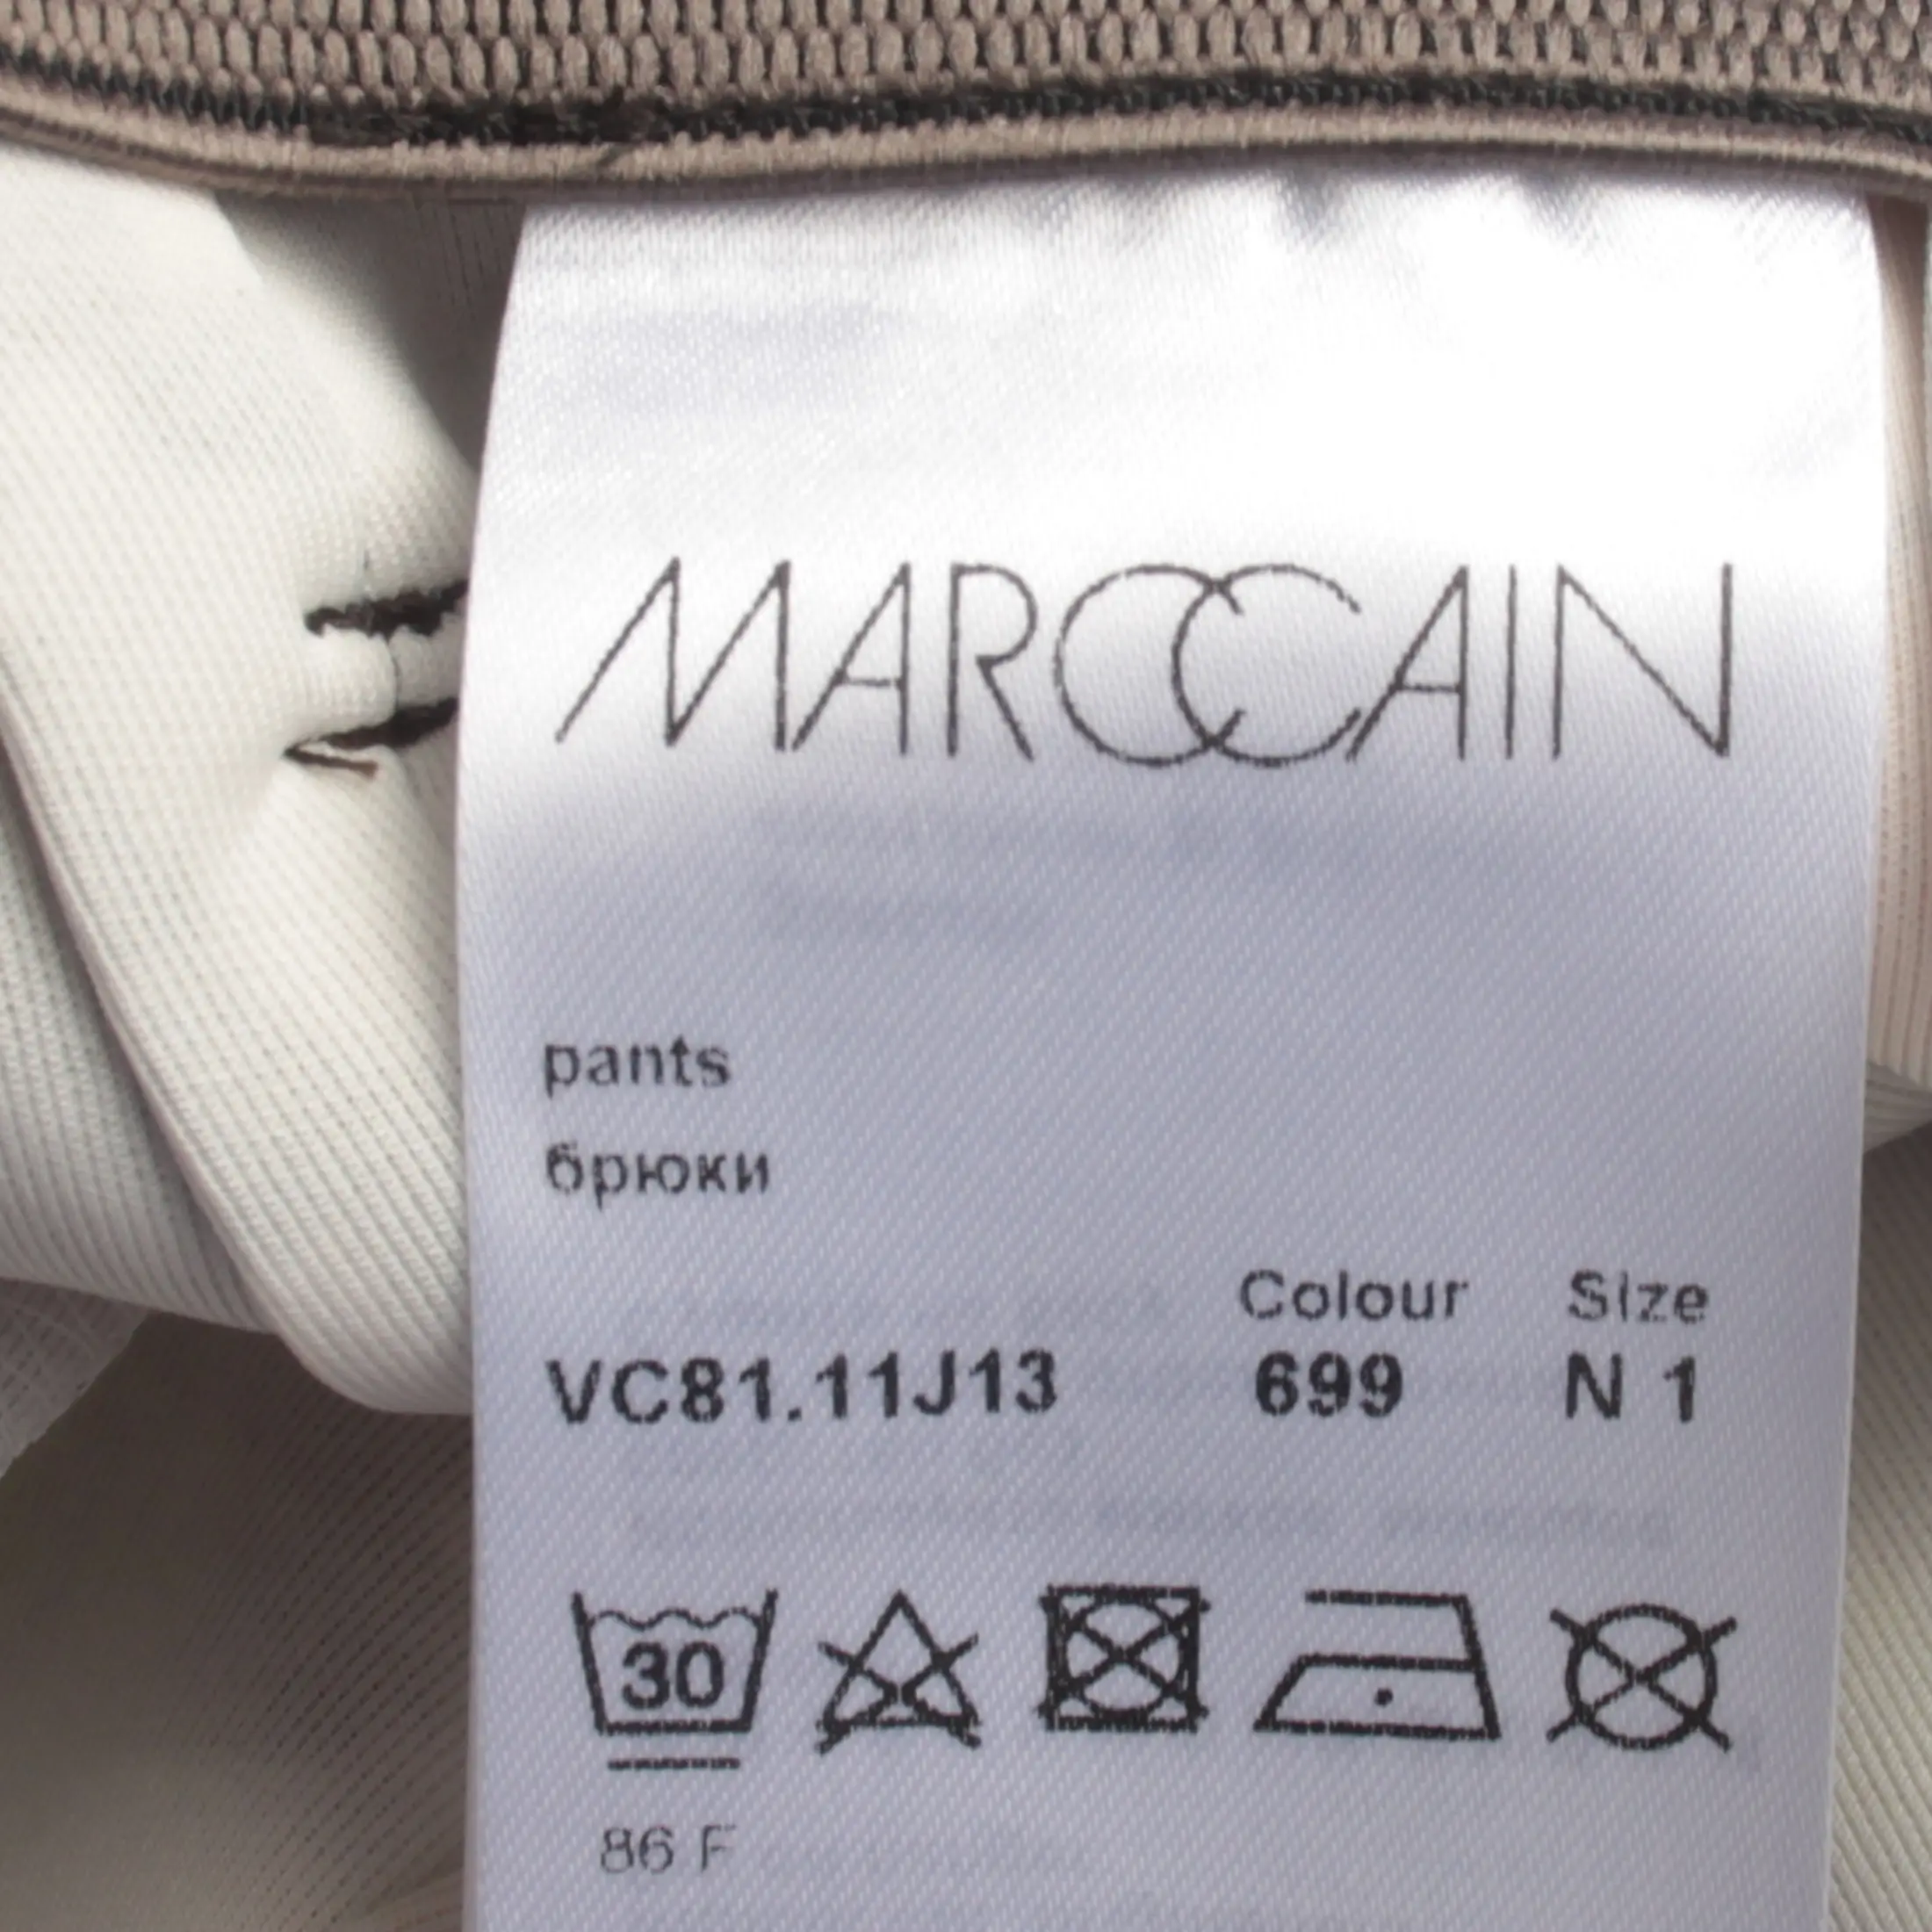 MARCCAIN
pants
брюки
Colour Size
VC81.11J13 699 N 1
30
86 F